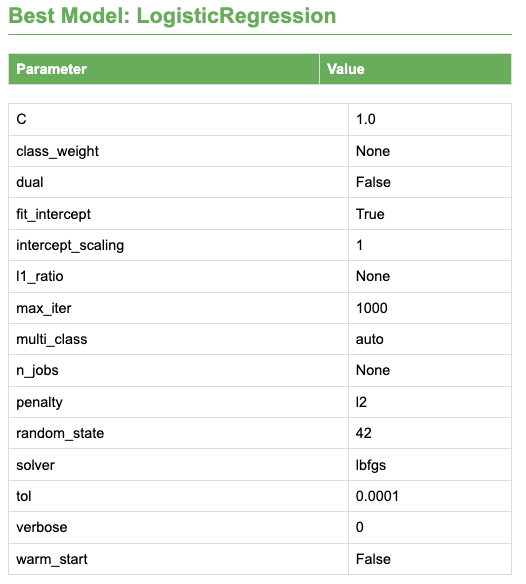 Best Model: LogisticRegression
Parameter Value
C 1.0
class_weight None
dual False
fit_intercept True
intercept_scaling 1
l1_ratio None
max_iter 1000
multi_class auto
n_jobs None
penalty l2
random_state 42
solver lbfgs
tol 0.0001
verbose 0
warm_start False